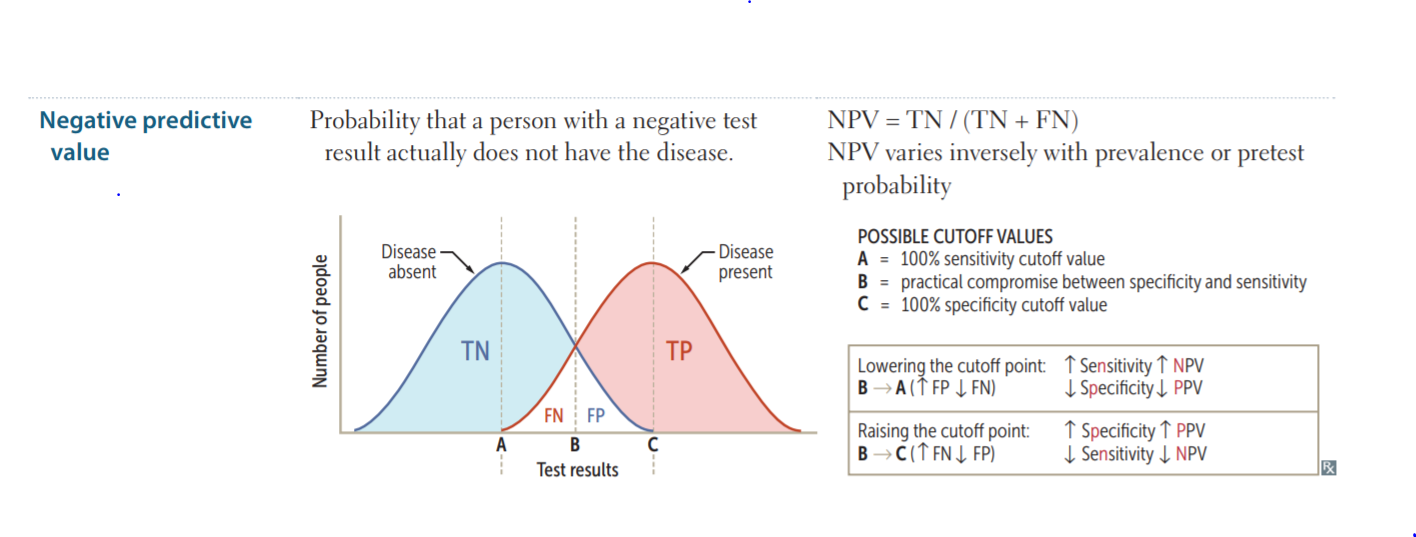 Negative predictive
value
Probability that a person with a negative test
result actually does not have the disease.
NPV = TN / (TN + FN)
NPV varies inversely with prevalence or pretest
probability
Number of people
Disease
absent
Disease
present
TN
TP
FN
FP
A
B
C
Test results
POSSIBLE CUTOFF VALUES
A = 100% sensitivity cutoff value
B = practical compromise between specificity and sensitivity
C = 100% specificity cutoff value
Lowering the cutoff point: ↑ Sensitivity ↑ NPV
B → A (↑ FP ↓ FN) ↓ Specificity ↓ PPV
Raising the cutoff point: ↑ Specificity ↑ PPV
B → C (↑ FN ↓ FP) ↓ Sensitivity ↓ NPV
℞